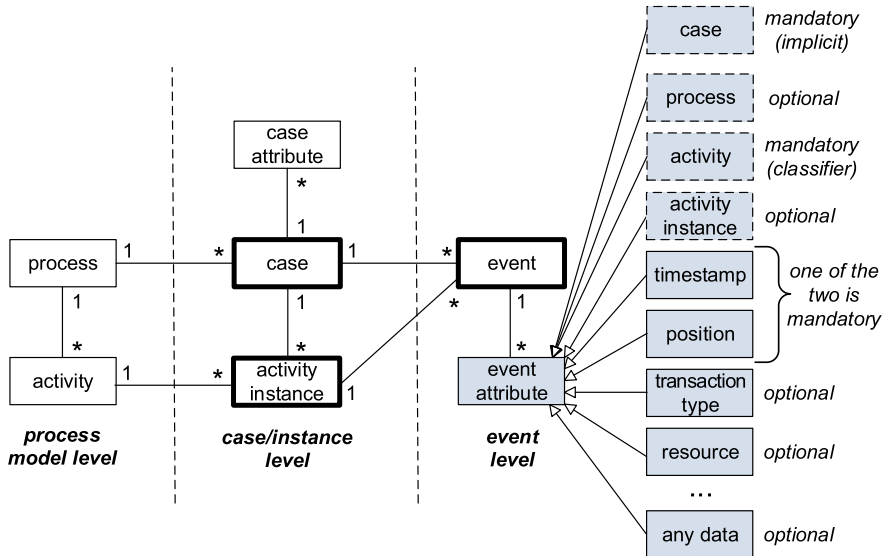 case
mandatory
(implicit)
process
optional
activity
mandatory
(classifier)
activity
instance
optional
timestamp
one of the
two is
mandatory
position
transaction
type
optional
resource
optional
...
any data
optional
case
attribute
*
1
process
1
*
case
1
*
event
1
1
*
1
*
1
*
activity
1
*
activity
instance
1
event
attribute
*
process
model level
case/instance
level
event
level